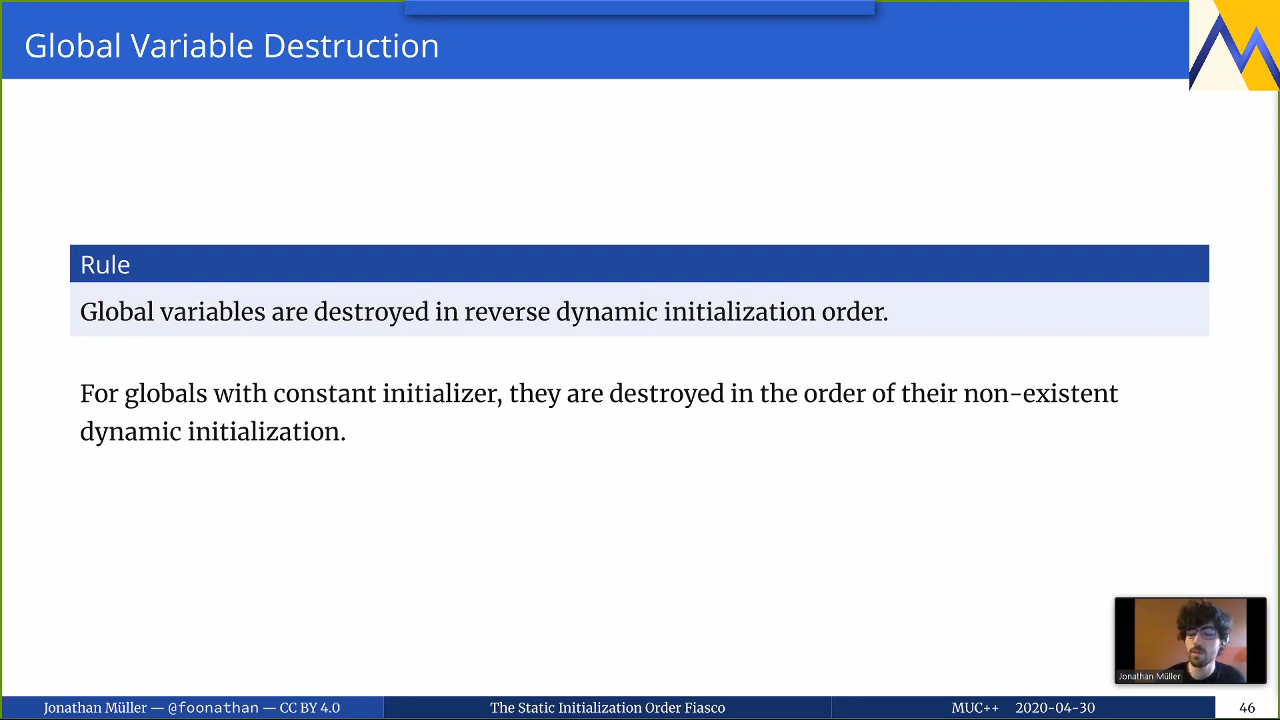 Global Variable Destruction
Rule
Global variables are destroyed in reverse dynamic initialization order.
For globals with constant initializer, they are destroyed in the order of their non-existent
dynamic initialization.
Jonathan Müller
Jonathan Müller — @foonathan — CC BY 4.0
The Static Initialization Order Fiasco
MUC++ 2020-04-30
46